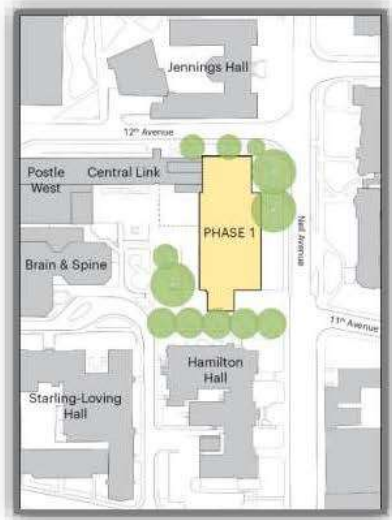 Jennings Hall
12th Avenue
Postle
West
Central Link
PHASE 1
Neil Avenue
Brain & Spine
11th Avenue
Hamilton
Hall
Starling-Loving
Hall